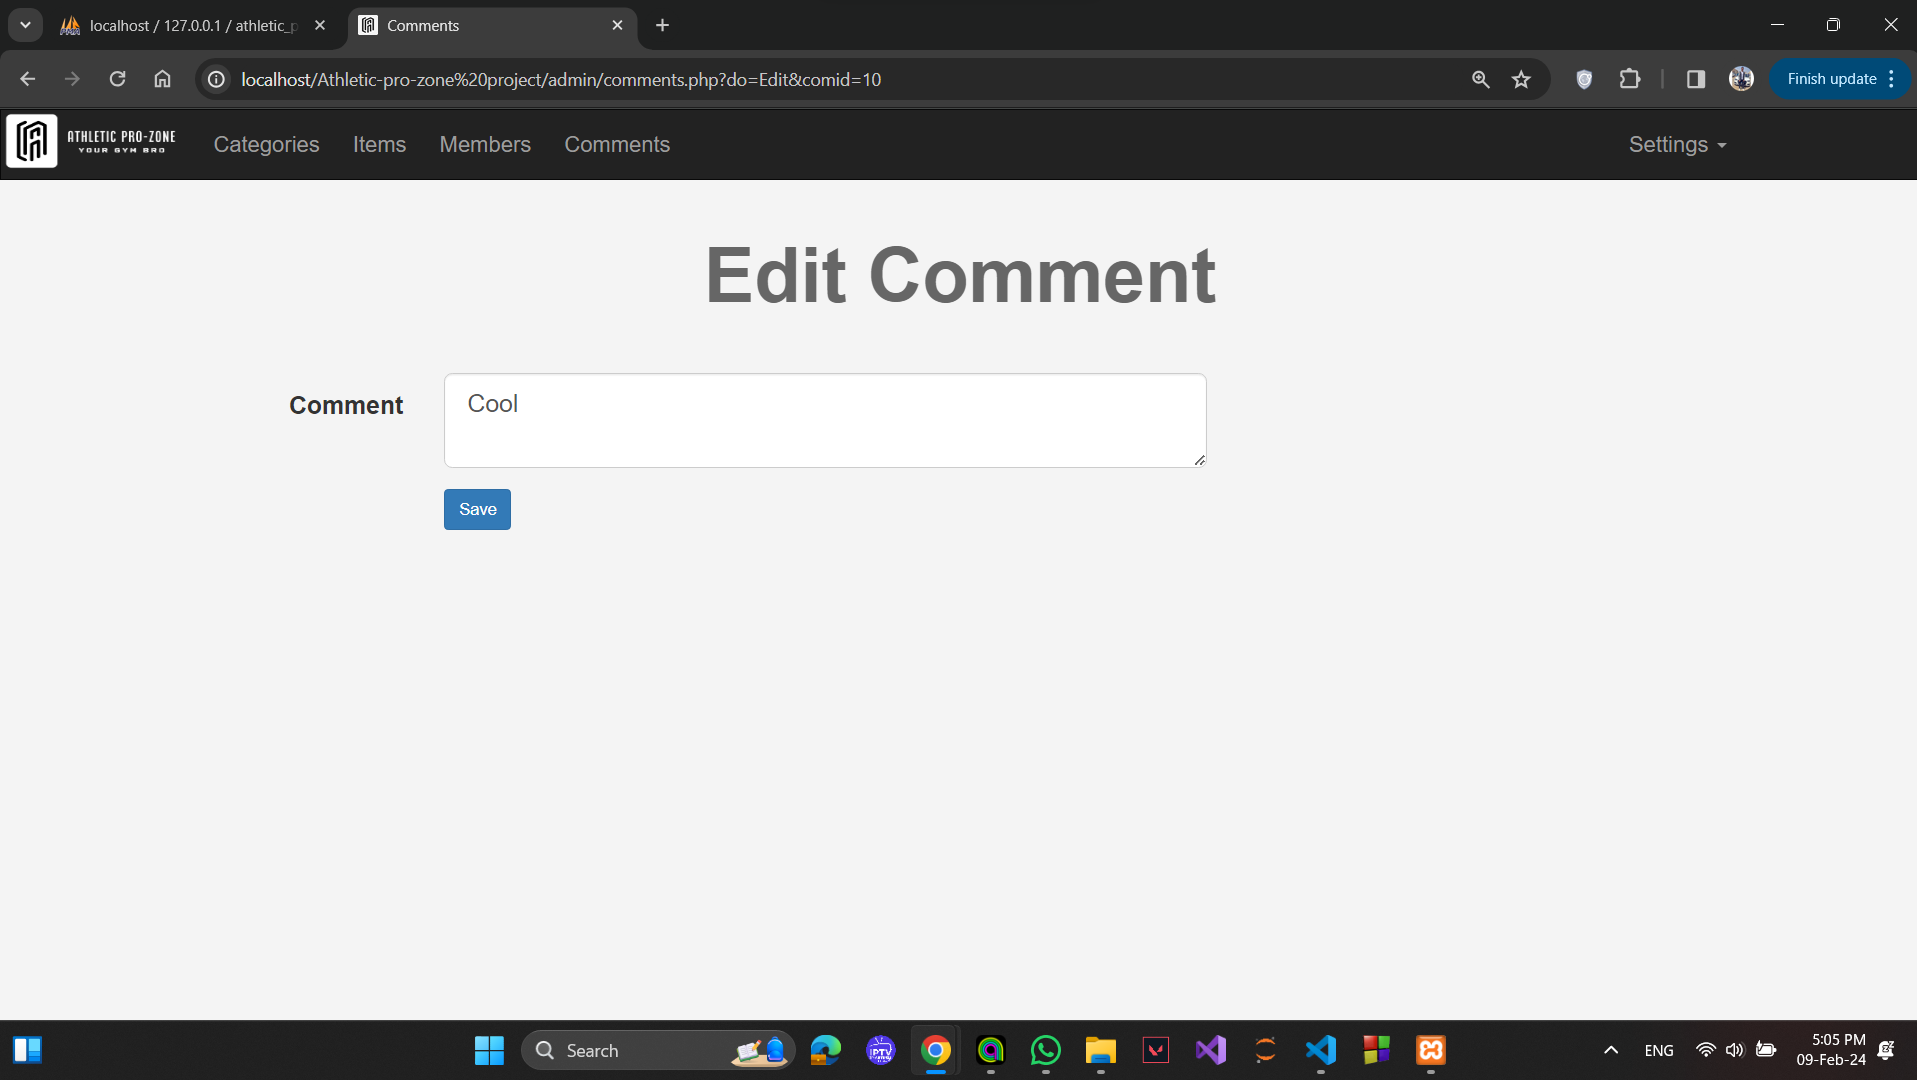 localhost / 127.0.0.1 / athletic_p
Comments
localhost/Athletic-pro-zone%20project/admin/comments.php?do=Edit&comid=10
Finish update
ATHLETIC PRO-ZONE
YOUR GYM BRO
Categories
Items
Members
Comments
Settings
Edit Comment
Comment
Cool
Save
Search
IPTV
ENG
5:05 PM
09-Feb-24